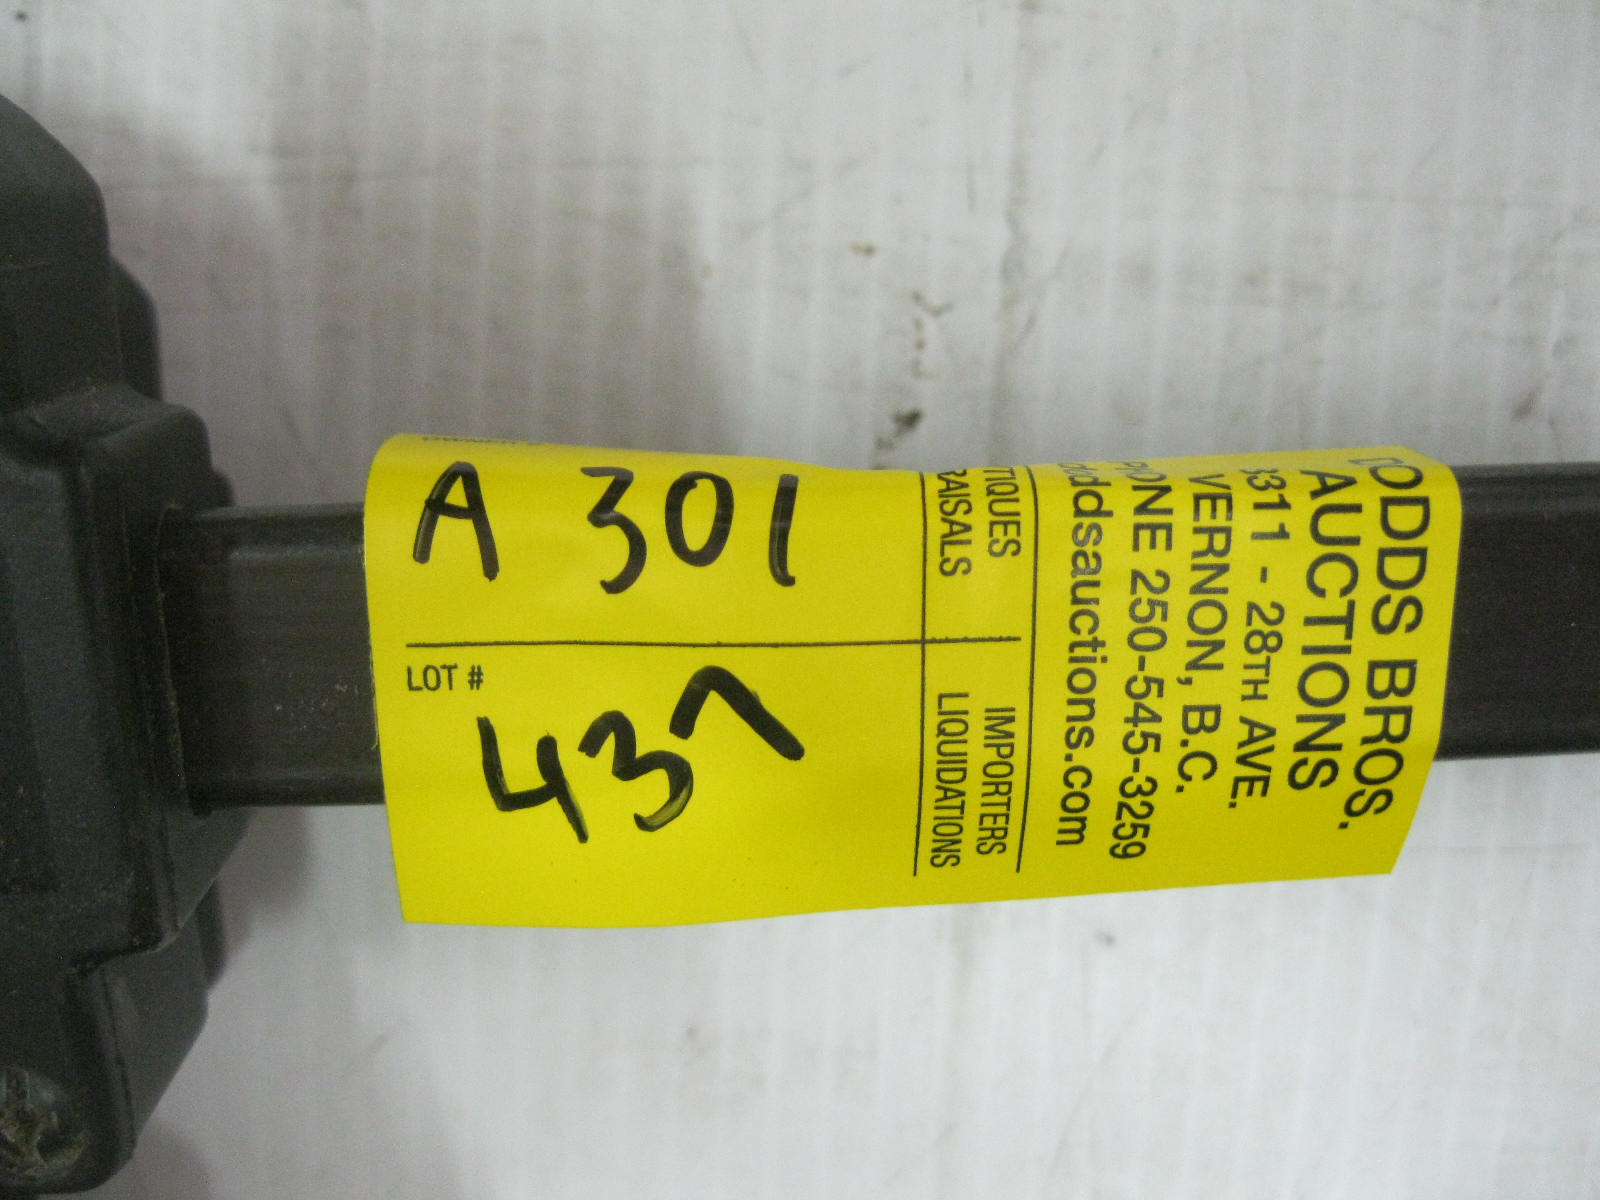 A 301
LOT #
437
TIQUES
RAISALS
IMPORTERS
LIQUIDATIONS
DODDS BROS.
AUCTIONS
3311 - 28TH AVE.
VERNON, B.C.
PHONE 250-545-3259
doddsauctions.com